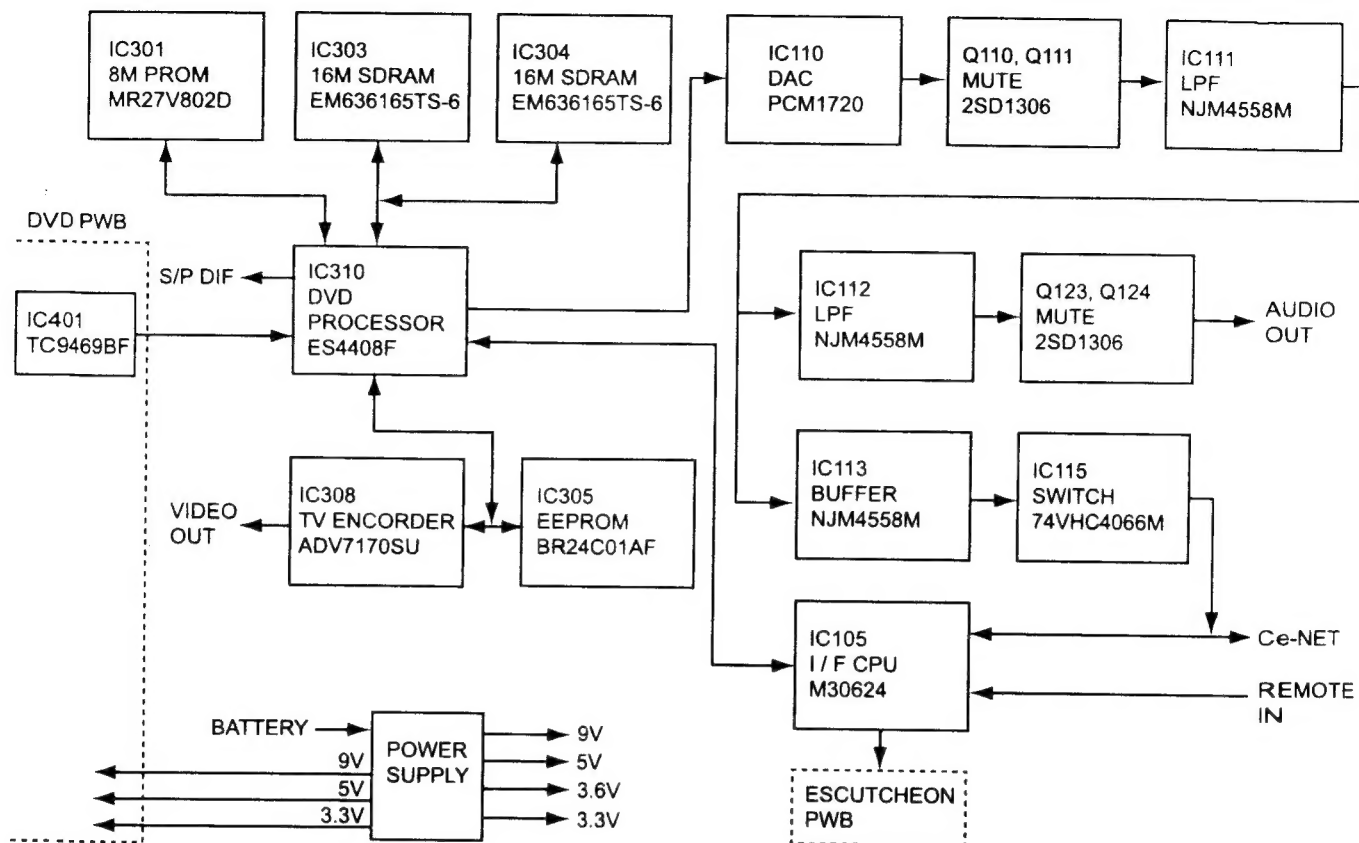 IC301
8M PROM
MR27V802D
IC303
16M SDRAM
EM636165TS-6
IC304
16M SDRAM
EM636165TS-6
IC110
DAC
PCM1720
Q110, Q111
MUTE
2SD1306
IC111
LPF
NJM4558M
DVD PWB
IC401
TC9469BF
S/P DIF
IC310
DVD
PROCESSOR
ES4408F
IC112
LPF
NJM4558M
Q123, Q124
MUTE
2SD1306
AUDIO
OUT
VIDEO
OUT
IC308
TV ENCORDER
ADV7170SU
IC305
EEPROM
BR24C01AF
IC113
BUFFER
NJM4558M
IC115
SWITCH
74VHC4066M
IC105
I / F CPU
M30624
Ce-NET
REMOTE
IN
BATTERY
POWER
SUPPLY
9V
5V
3.3V
9V
5V
3.6V
3.3V
ESCUTCHEON
PWB